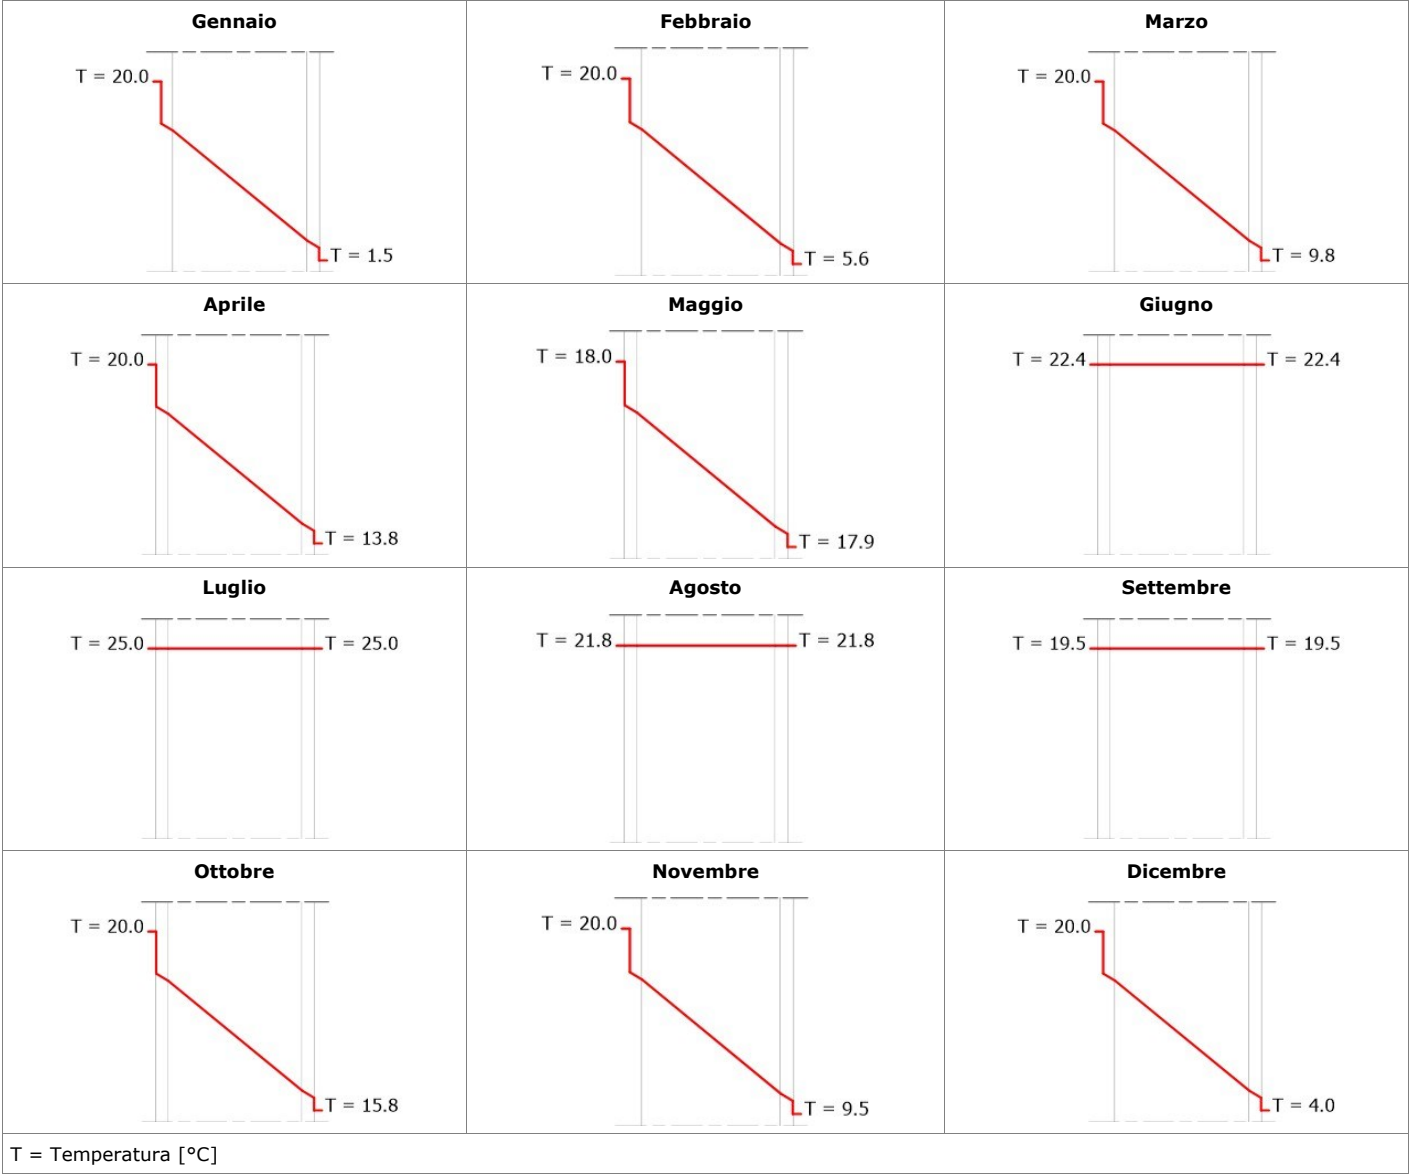 Gennaio
T = 20.0
T = 1.5
Febbraio
T = 20.0
T = 5.6
Marzo
T = 20.0
T = 9.8
Aprile
T = 20.0
T = 13.8
Maggio
T = 18.0
T = 17.9
Giugno
T = 22.4
T = 22.4
Luglio
T = 25.0
T = 25.0
Agosto
T = 21.8
T = 21.8
Settembre
T = 19.5
T = 19.5
Ottobre
T = 20.0
T = 15.8
Novembre
T = 20.0
T = 9.5
Dicembre
T = 20.0
T = 4.0
T = Temperatura [°C]